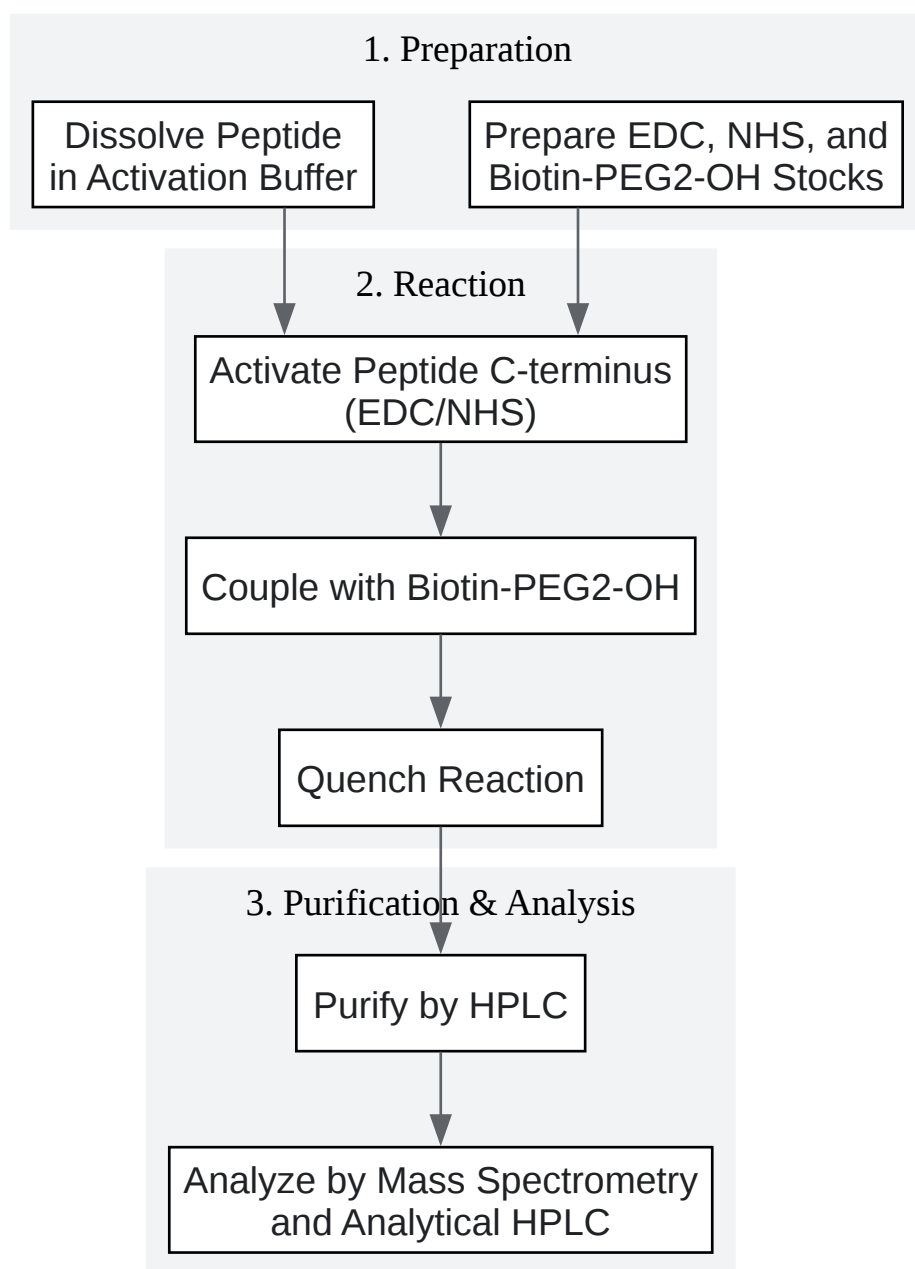 1. Preparation
Dissolve Peptide
in Activation Buffer
Prepare EDC, NHS, and
Biotin-PEG2-OH Stocks
2. Reaction
Activate Peptide C-terminus
(EDC/NHS)
Couple with Biotin-PEG2-OH
Quench Reaction
3. Purification & Analysis
Purify by HPLC
Analyze by Mass Spectrometry
and Analytical HPLC